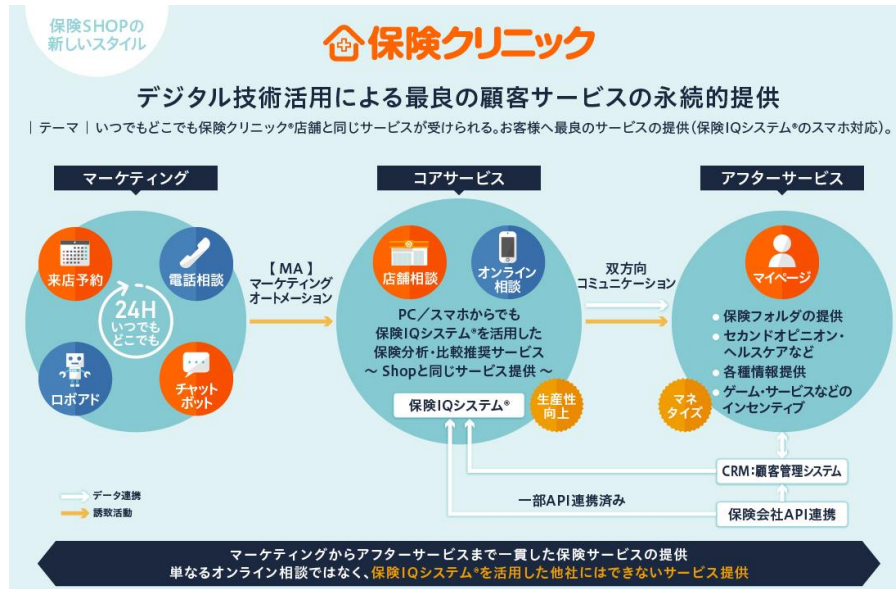 保険SHOPの
新しいスタイル
保険クリニック
デジタル技術活用による最良の顧客サービスの永続的提供
| テーマ | いつでもどこでも保険クリニック®店舗と同じサービスが受けられる。お客様へ最良のサービスの提供(保険IQシステム®のスマホ対応)。
マーケティング
来店予約
電話相談
24H
いつでも
どこでも
ロボアド
チャット
ボット
【MA】
マーケティング
オートメーション
コアサービス
店舗相談
オンライン
相談
PC/スマホからでも
保険IQシステム®を活用した
保険分析・比較推奨サービス
〜 Shopと同じサービス提供 〜
保険IQシステム®
生産性
向上
双方向
コミュニケーション
アフターサービス
マイページ
● 保険フォルダの提供
● セカンドオピニオン・
ヘルスケアなど
● 各種情報提供
● ゲーム・サービスなどの
インセンティブ
マネ
タイズ
CRM:顧客管理システム
一部API連携済み
保険会社API連携
データ連携
誘致活動
マーケティングからアフターサービスまで一貫した保険サービスの提供
単なるオンライン相談ではなく、保険IQシステム®を活用した他社にはできないサービス提供